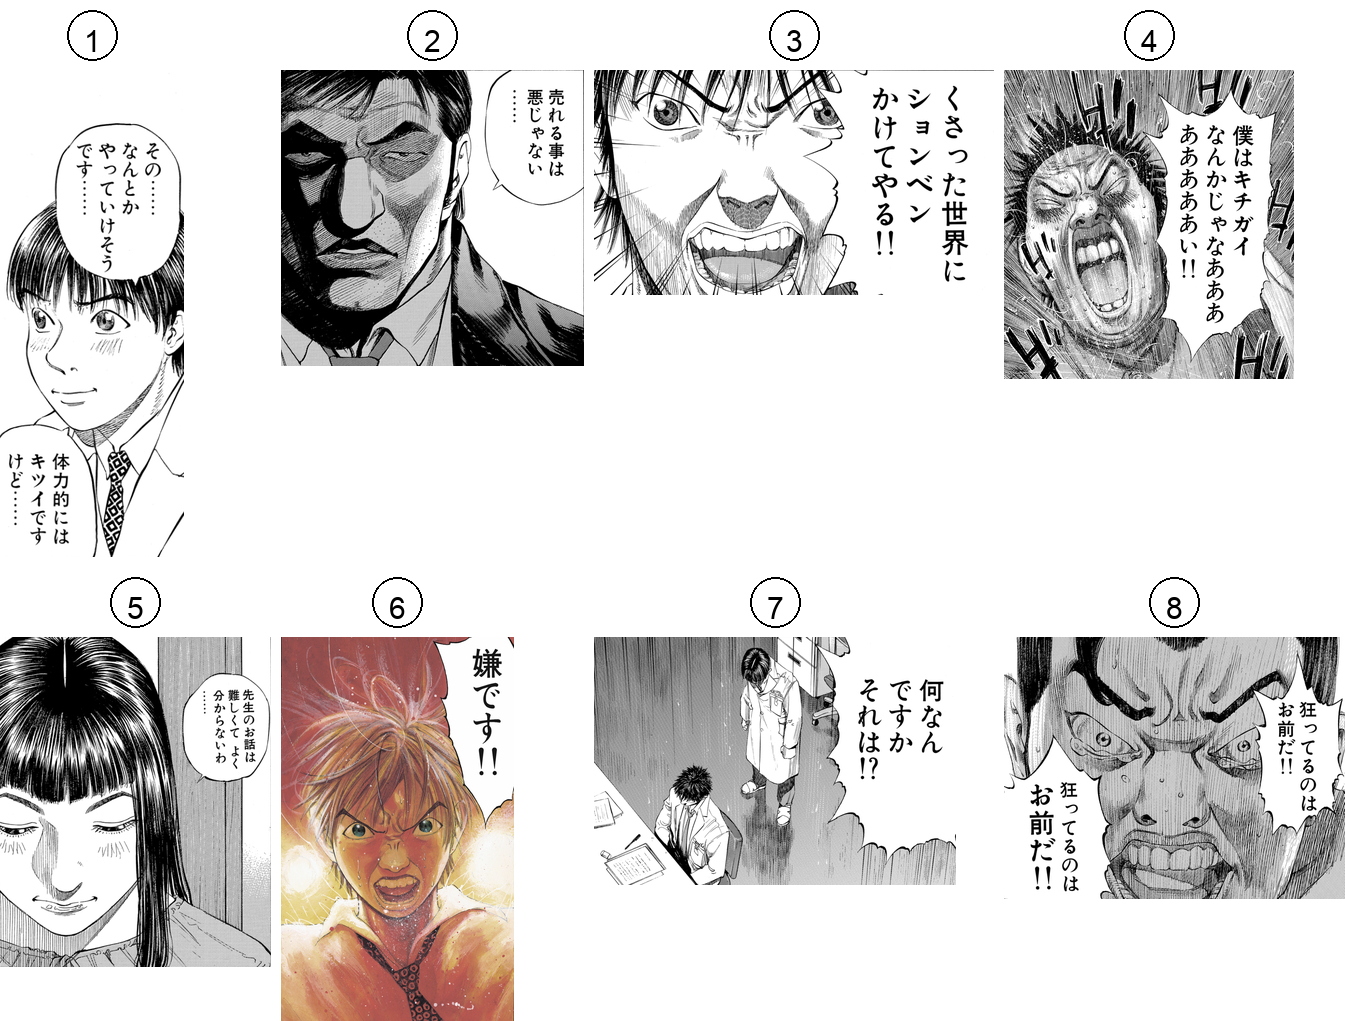 1
その……
なんとか
やっていけそう
です……
体力的には
キツイです
けど……
2
売れる事は
悪じゃない
……
3
くさった世界に
ションベン
かけてやる!!
4
僕はキチガイ
なんかじゃなあああ
ああああああい!!
5
先生のお話は
難しくて よく
分からないわ
……
6
嫌です!!
7
何なん
ですか
それは!?
8
狂ってるのは
お前だ!!
狂ってるのは
お前だ!!